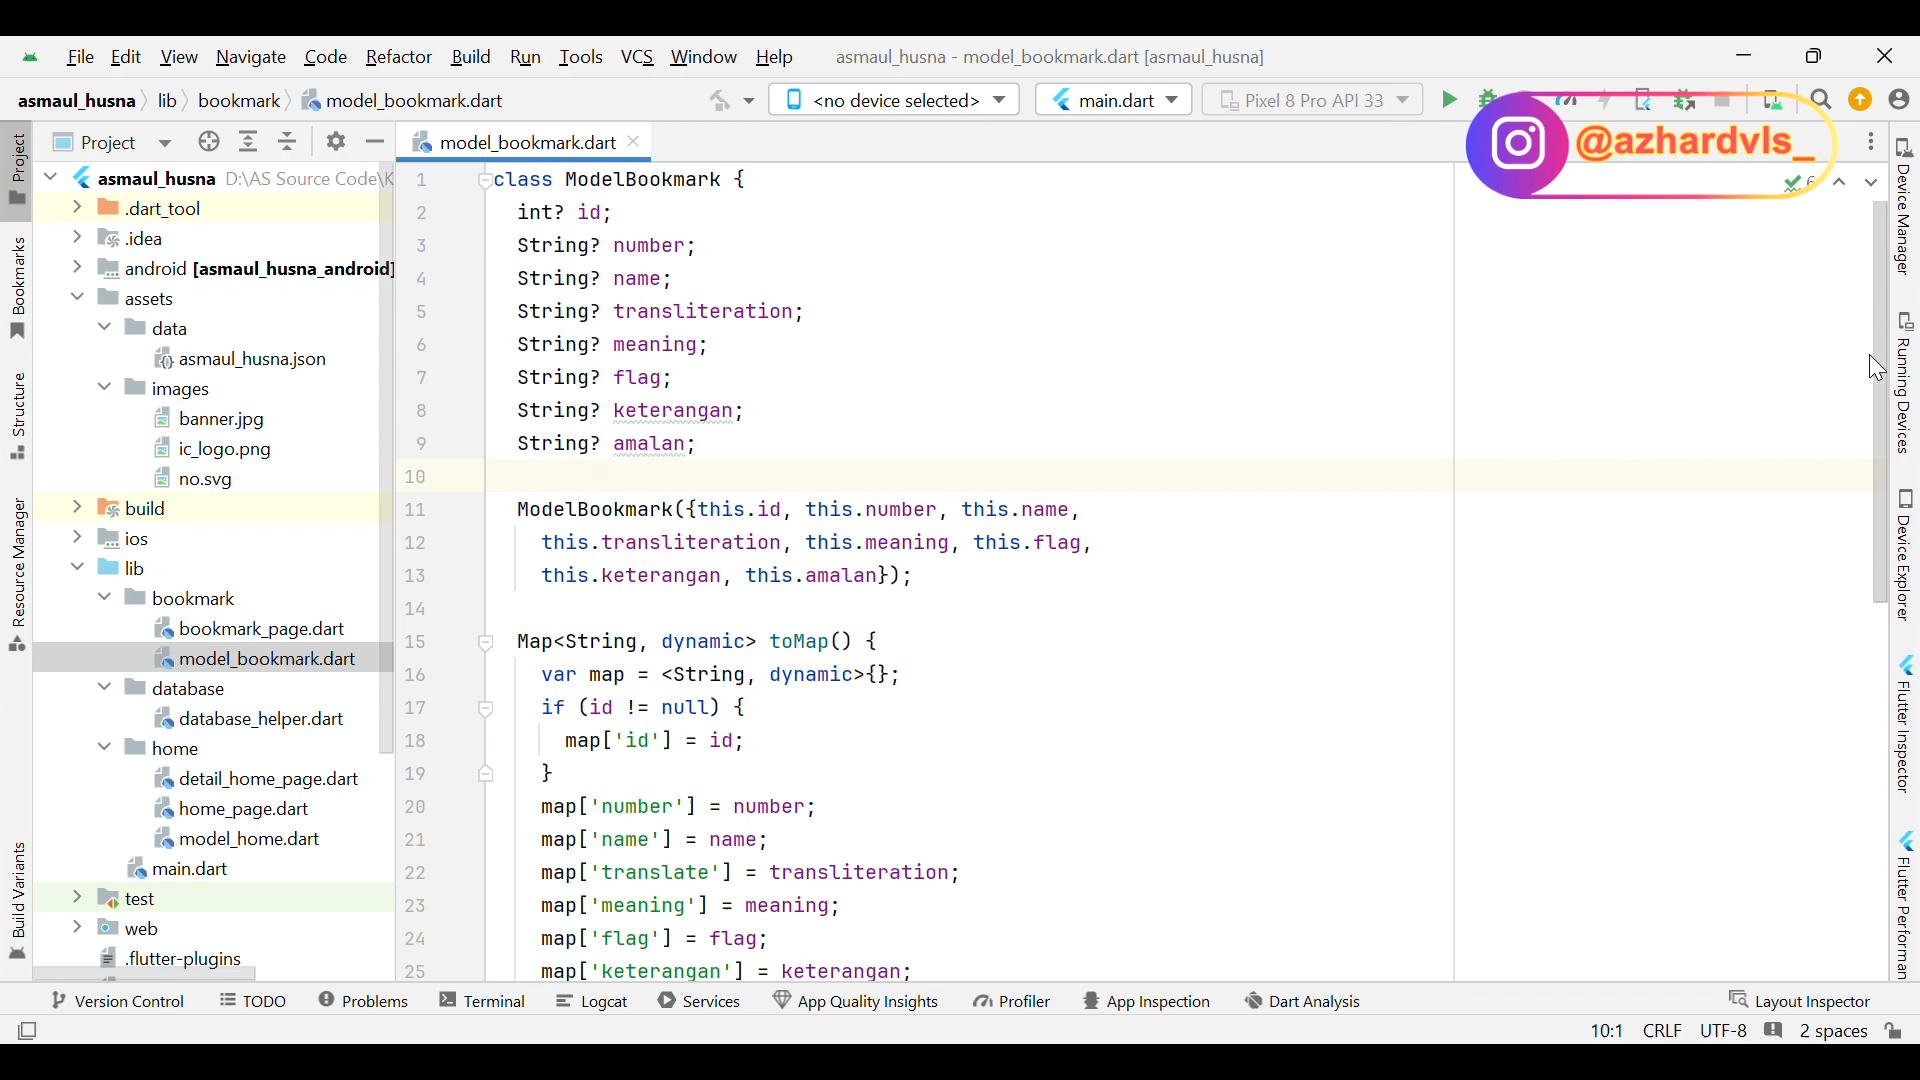 File Edit View Navigate Code Refactor Build Run Tools VCS Window Help asmaul_husna - model_bookmark.dart [asmaul_husna]
asmaul_husna lib bookmark model_bookmark.dart <no device selected> main.dart Pixel 8 Pro API 33
@azhardvls_
Project
model_bookmark.dart
Project
Bookmarks
Structure
Resource Manager
Build Variants
asmaul_husna D:\AS Source Code\K
.dart_tool
.idea
android [asmaul_husna_android]
assets
data
asmaul_husna.json
images
banner.jpg
ic_logo.png
no.svg
build
ios
lib
bookmark
bookmark_page.dart
model_bookmark.dart
database
database_helper.dart
home
detail_home_page.dart
home_page.dart
model_home.dart
main.dart
test
web
.flutter-plugins
1 class ModelBookmark {
2 int? id;
3 String? number;
4 String? name;
5 String? transliteration;
6 String? meaning;
7 String? flag;
8 String? keterangan;
9 String? amalan;
10
11 ModelBookmark({this.id, this.number, this.name,
12 this.transliteration, this.meaning, this.flag,
13 this.keterangan, this.amalan});
14
15 Map<String, dynamic> toMap() {
16 var map = <String, dynamic>{};
17 if (id != null) {
18 map['id'] = id;
19 }
20 map['number'] = number;
21 map['name'] = name;
22 map['translate'] = transliteration;
23 map['meaning'] = meaning;
24 map['flag'] = flag;
25 map['keterangan'] = keterangan;
Device Manager
Running Devices
Device Explorer
Flutter Inspector
Flutter Performan
Version Control TODO Problems Terminal Logcat Services App Quality Insights Profiler App Inspection Dart Analysis Layout Inspector
10:1 CRLF UTF-8 2 spaces